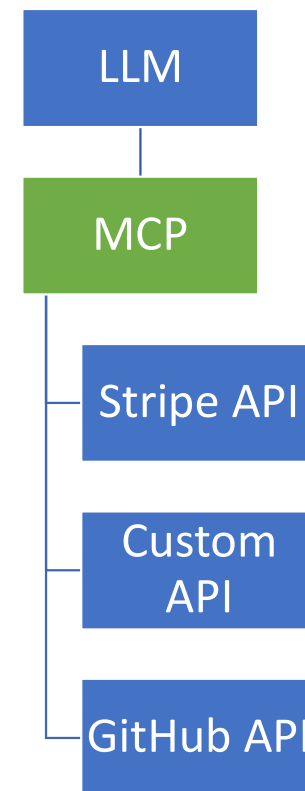 LLM
MCP
Stripe API
Custom
API
GitHub API